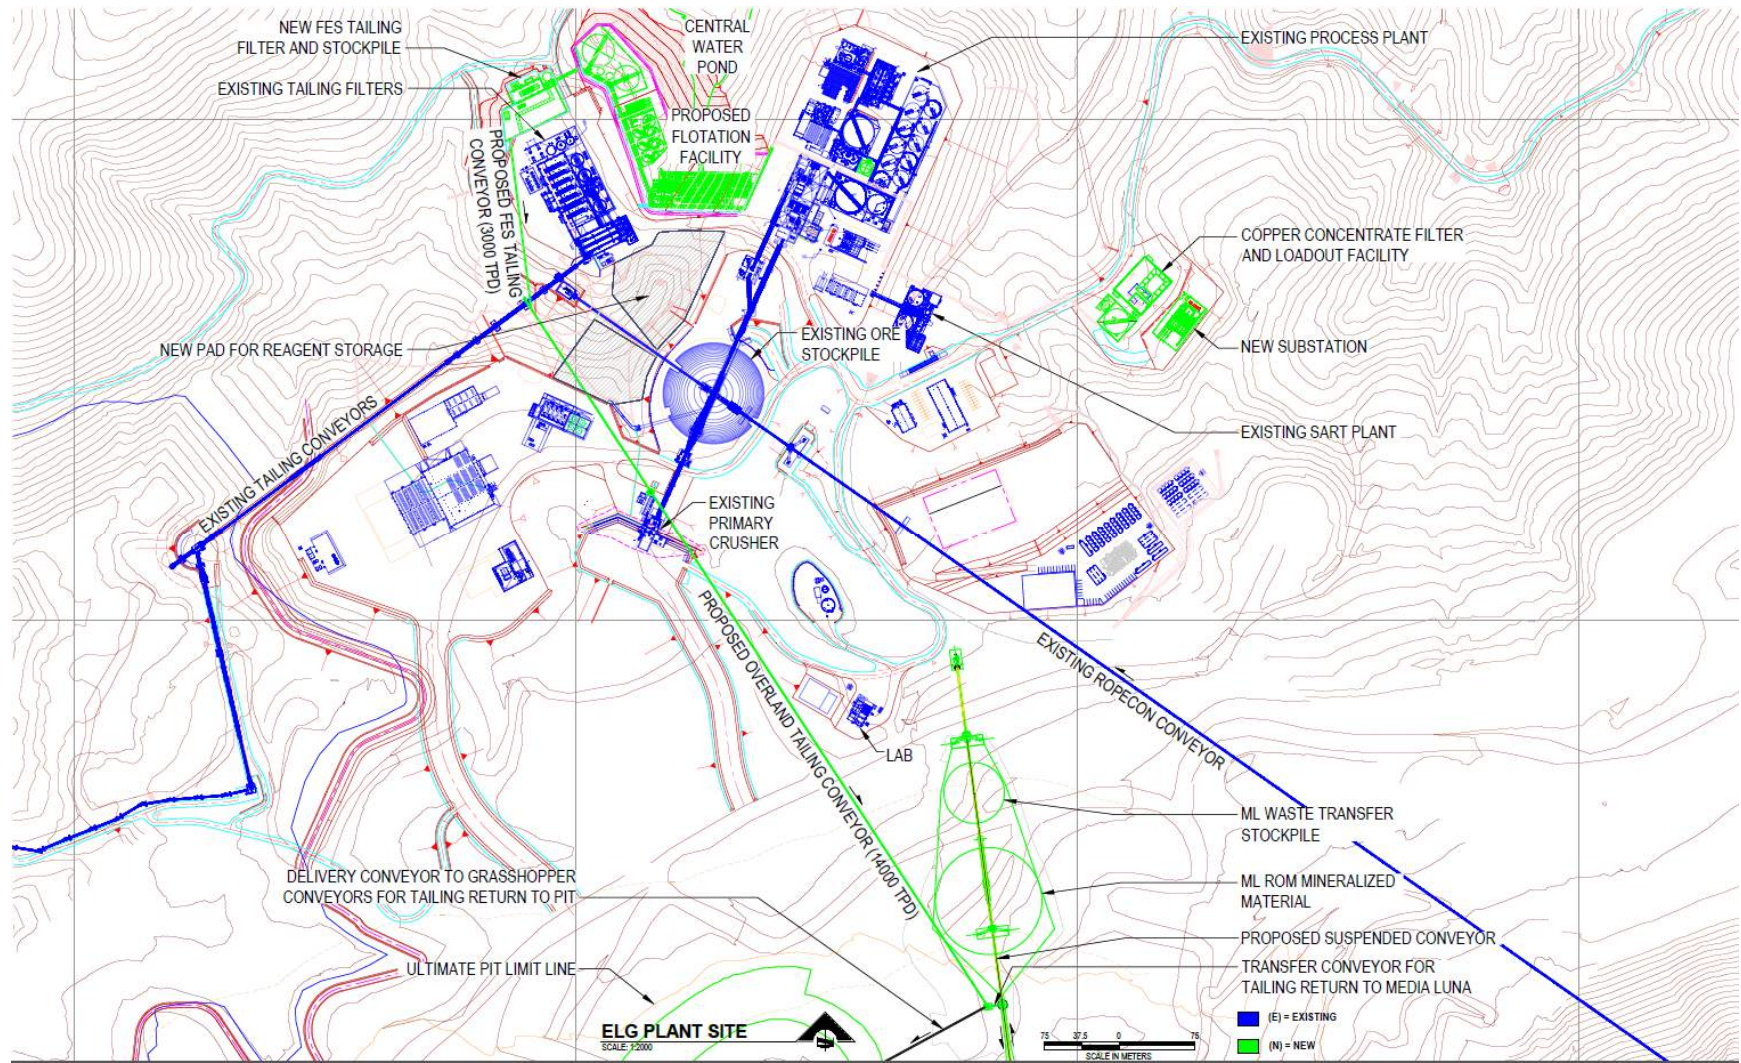 NEW FES TAILING
FILTER AND STOCKPILE
EXISTING TAILING FILTERS
CENTRAL
WATER
POND
PROPOSED
FLOTATION
FACILITY
EXISTING PROCESS PLANT
PROPOSED FES TAILING
CONVEYOR (3000 TPD)
COPPER CONCENTRATE FILTER
AND LOADOUT FACILITY
NEW SUBSTATION
NEW PAD FOR REAGENT STORAGE
EXISTING ORE
STOCKPILE
EXISTING SART PLANT
EXISTING TAILING CONVEYORS
EXISTING
PRIMARY
CRUSHER
PROPOSED OVERLAND TAILING CONVEYOR (14000 TPD)
EXISTING ROPECON CONVEYOR
LAB
ML WASTE TRANSFER
STOCKPILE
DELIVERY CONVEYOR TO GRASSHOPPER
CONVEYORS FOR TAILING RETURN TO PIT
ML ROM MINERALIZED
MATERIAL
PROPOSED SUSPENDED CONVEYOR
ULTIMATE PIT LIMIT LINE
TRANSFER CONVEYOR FOR
TAILING RETURN TO MEDIA LUNA
ELG PLANT SITE
SCALE: 1:2000
75 37.5 0 75
SCALE IN METERS
(E) = EXISTING
(N) = NEW